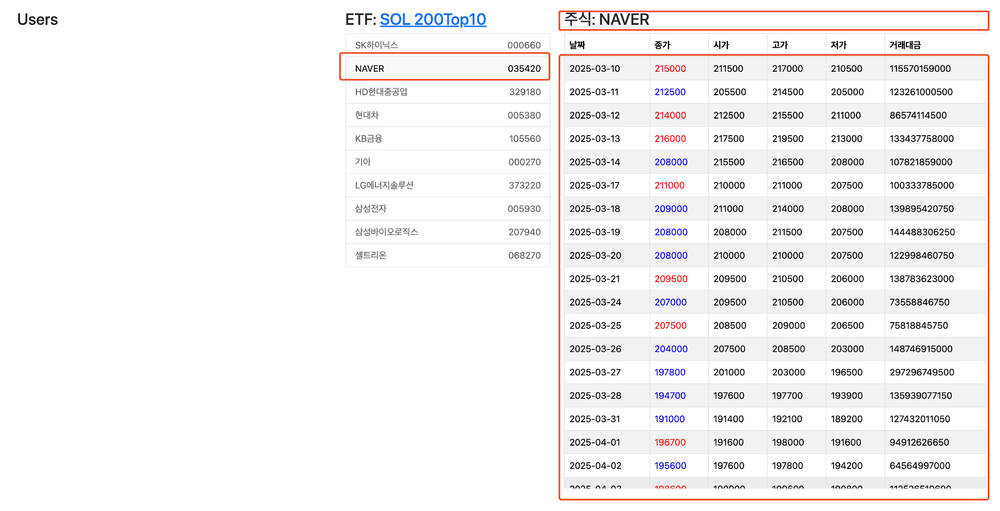 Users
ETF: SOL 200Top10
SK하이닉스 000660
NAVER 035420
HD현대중공업 329180
현대차 005380
KB금융 105560
기아 000270
LG에너지솔루션 373220
삼성전자 005930
삼성바이오로직스 207940
셀트리온 068270
주식: NAVER
날짜 종가 시가 고가 저가 거래대금
2025-03-10 215000 211500 217000 210500 115570159000
2025-03-11 212500 205500 214500 205000 123261000500
2025-03-12 214000 212500 215500 211000 86574114500
2025-03-13 216000 217500 219500 213000 133437758000
2025-03-14 208000 215500 216500 208000 107821859000
2025-03-17 211000 210000 211000 207500 100333785000
2025-03-18 209000 211000 214000 208000 139895420750
2025-03-19 208000 208000 211500 207500 144488306250
2025-03-20 208000 210000 210000 207500 122998460750
2025-03-21 209500 209500 210500 206000 138783623000
2025-03-24 207000 209500 210500 206000 73558846750
2025-03-25 207500 208500 209000 206500 75818845750
2025-03-26 204000 207500 208500 203000 148746915000
2025-03-27 197800 201000 203000 196500 297296749500
2025-03-28 194700 197600 197700 193900 135939077150
2025-03-31 191000 191400 192100 189200 127432011050
2025-04-01 196700 191600 198000 191600 94912626650
2025-04-02 195600 197600 197800 194200 64564997000